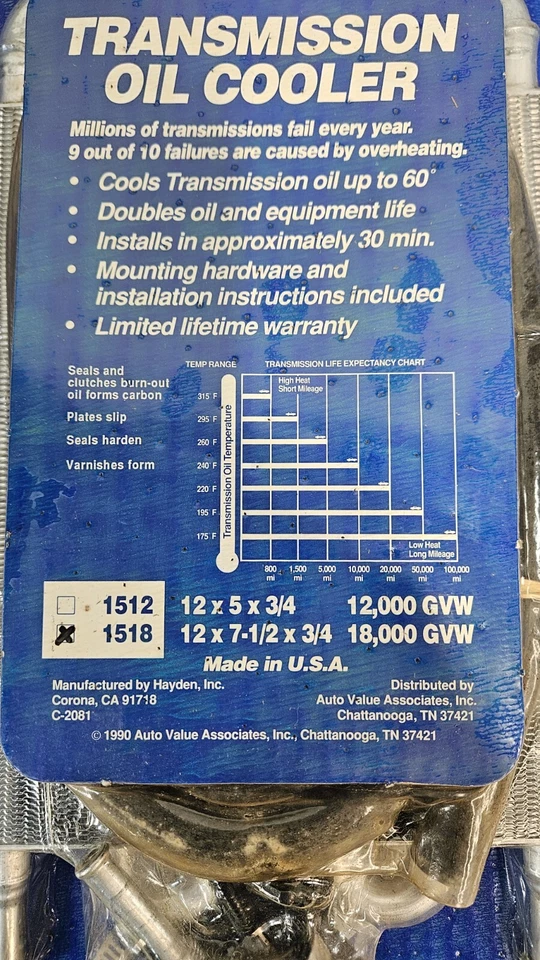 TRANSMISSION
OIL COOLER
Millions of transmissions fail every year.
9 out of 10 failures are caused by overheating.
• Cools Transmission oil up to 60°
• Doubles oil and equipment life
• Installs in approximately 30 min.
• Mounting hardware and
installation instructions included
• Limited lifetime warranty
TEMP RANGE TRANSMISSION LIFE EXPECTANCY CHART
Seals and
clutches burn-out
oil forms carbon
Plates slip
Seals harden
Varnishes form
Transmission Oil Temperature
315° F
295° F
260° F
240° F
220° F
195° F
175° F
High Heat
Short Mileage
Low Heat
Long Mileage
800 1,500 5,000 10,000 20,000 50,000 100,000
mi mi mi mi mi mi mi
1512 12 x 5 x 3/4 12,000 GVW
1518 12 x 7-1/2 x 3/4 18,000 GVW
Made in U.S.A.
Manufactured by Hayden, Inc.
Corona, CA 91718
C-2081
Distributed by
Auto Value Associates, Inc.
Chattanooga, TN 37421
© 1990 Auto Value Associates, Inc., Chattanooga, TN 37421